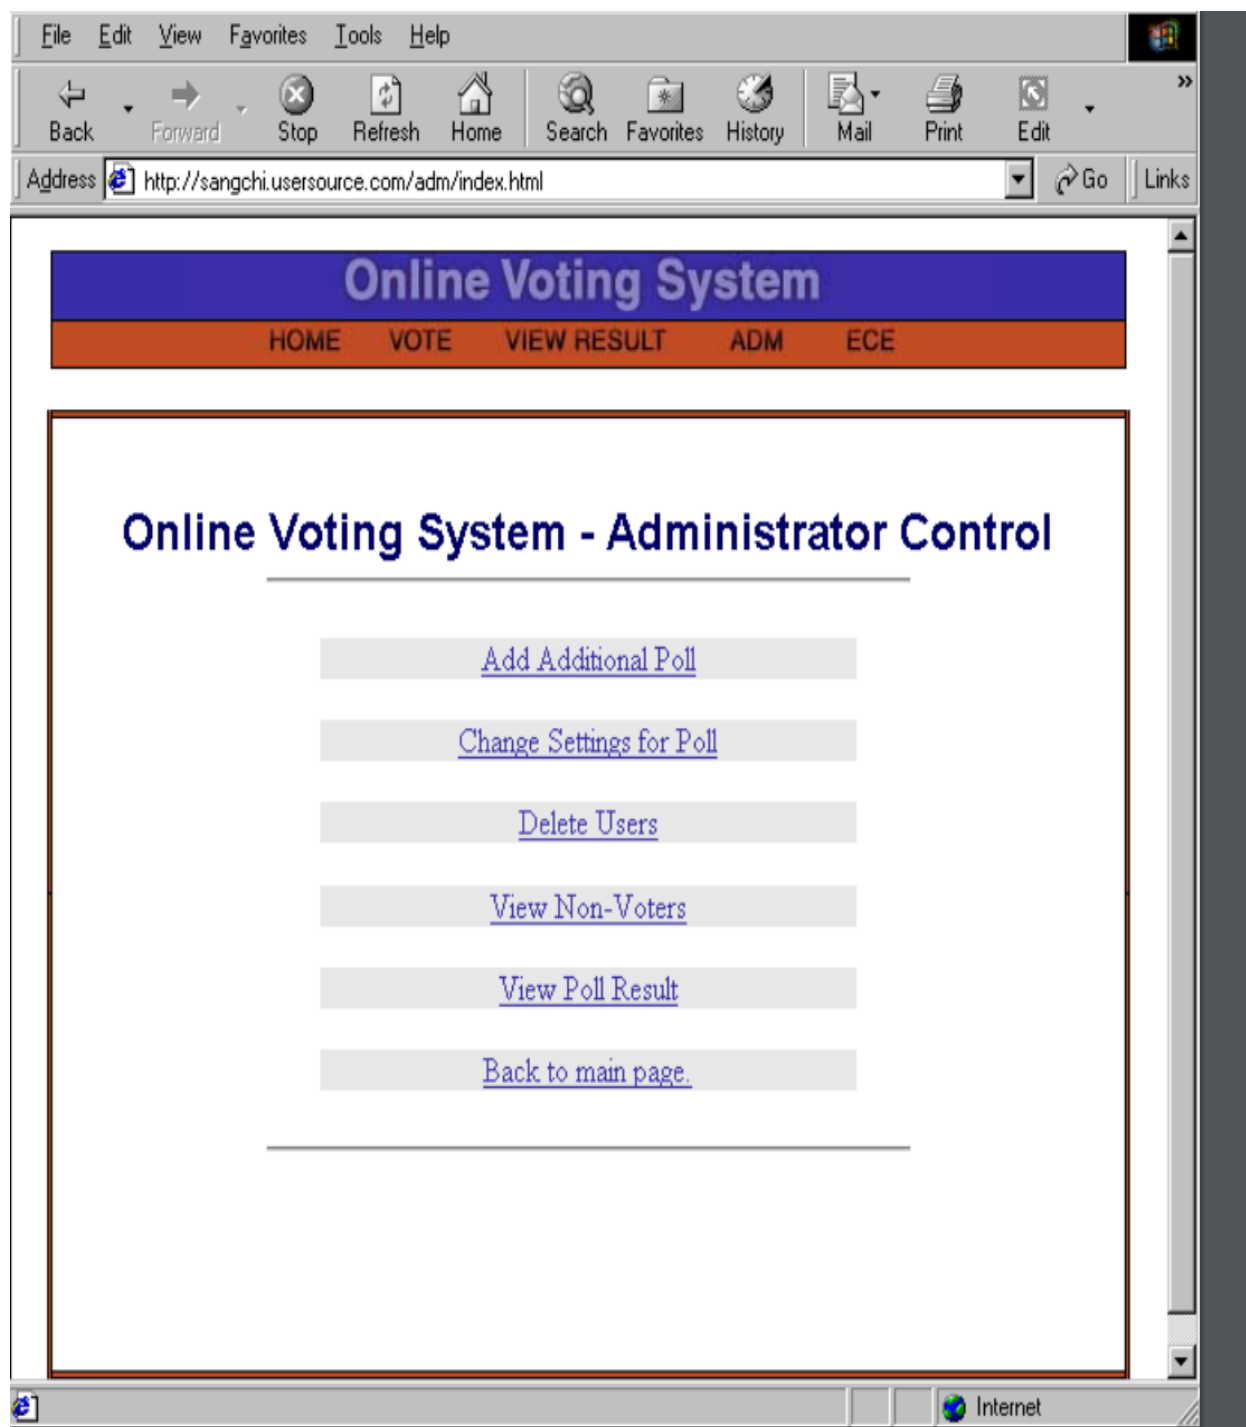 File Edit View Favorites Tools Help
Back Forward Stop Refresh Home Search Favorites History Mail Print Edit »
Address http://sangchi.usersource.com/adm/index.html Go Links
Online Voting System
HOME VOTE VIEW RESULT ADM ECE
Online Voting System - Administrator Control
Add Additional Poll
Change Settings for Poll
Delete Users
View Non-Voters
View Poll Result
Back to main page.
Internet